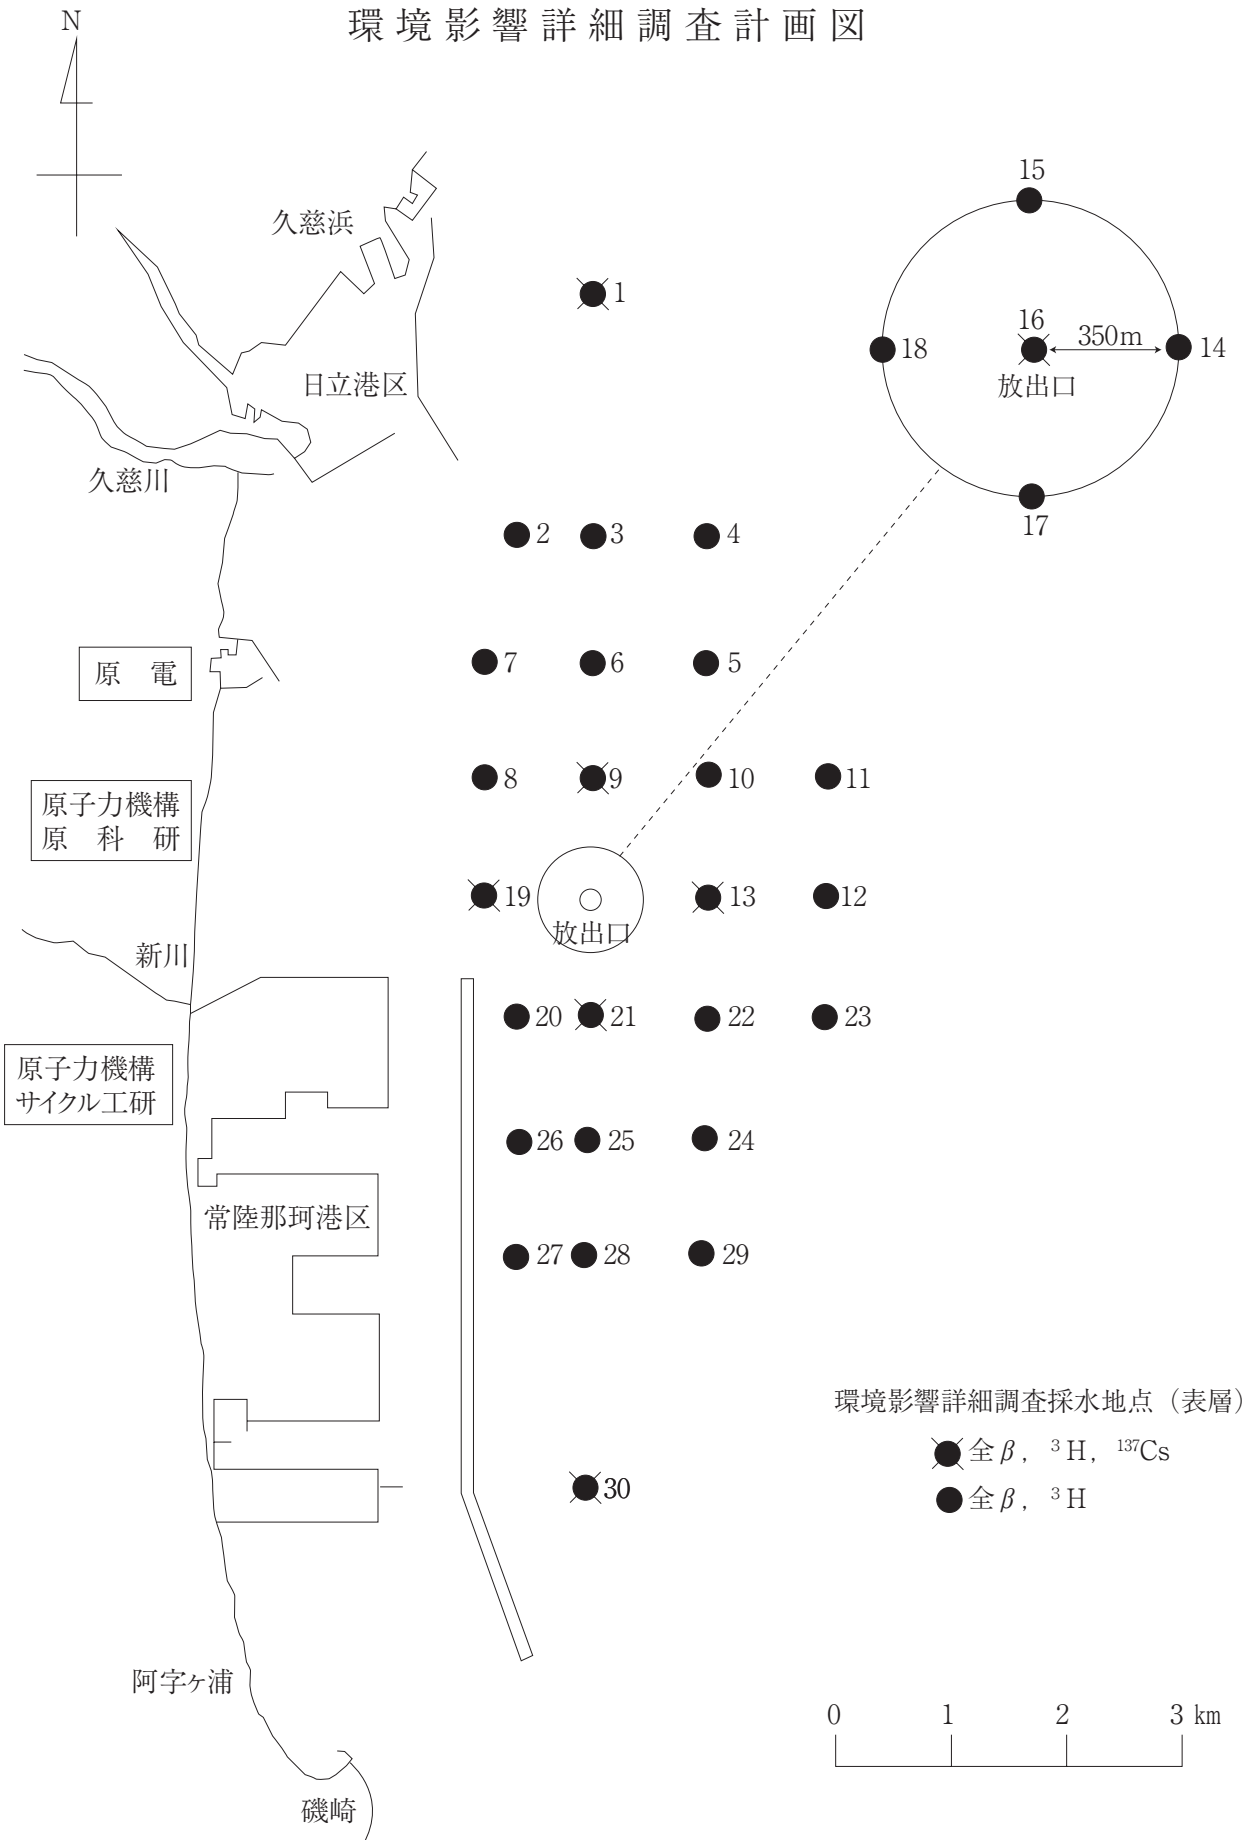 環境影響詳細調査計画図
N
久慈浜
15
1
16
350m
18
14
放出口
日立港区
久慈川
17
2
3
4
原 電
7
6
5
8
9
10
11
原子力機構
原 科 研
19
13
12
放出口
新川
20
21
22
23
原子力機構
サイクル工研
26
25
24
常陸那珂港区
27
28
29
環境影響詳細調査採水地点（表層）
全β, ³H, ¹³⁷Cs
30
全β, ³H
阿字ヶ浦
0 1 2 3 km
磯崎